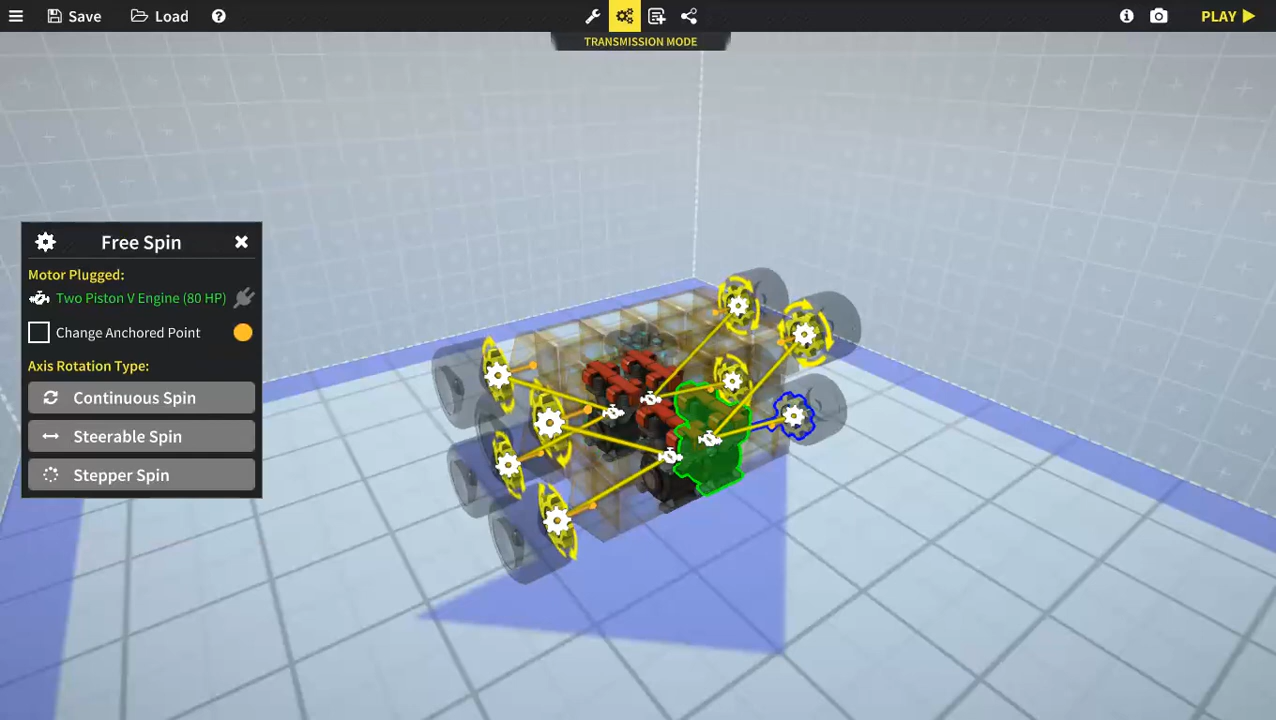 Save
Load
PLAY
TRANSMISSION MODE
Free Spin
Motor Plugged:
Two Piston V Engine (80 HP)
Change Anchored Point
Axis Rotation Type:
Continuous Spin
Steerable Spin
Stepper Spin